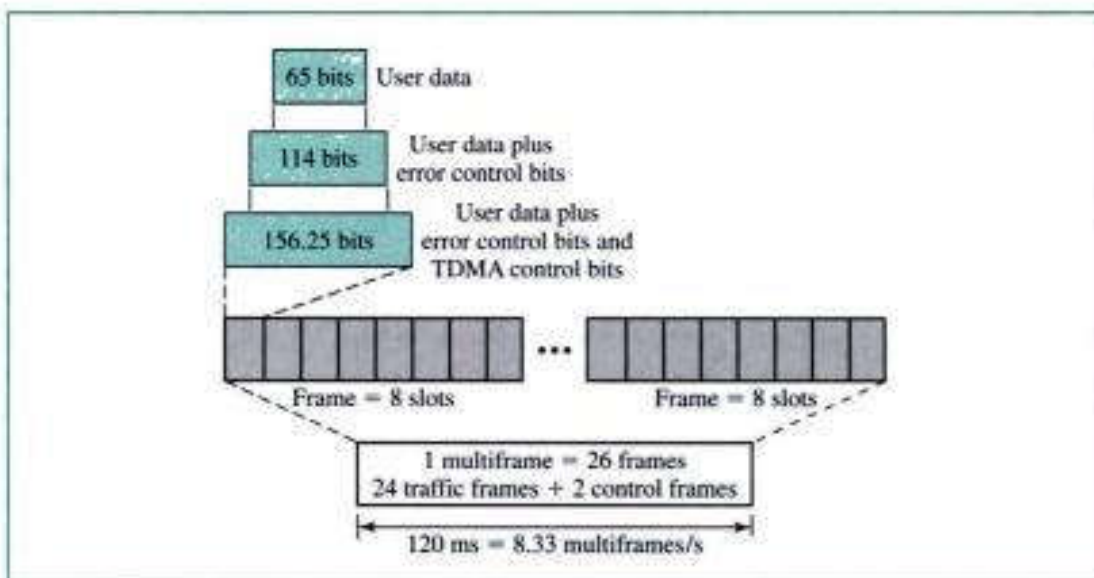 65 bits
User data
114 bits
User data plus
error control bits
156.25 bits
User data plus
error control bits and
TDMA control bits
...
Frame = 8 slots
Frame = 8 slots
1 multiframe = 26 frames
24 traffic frames + 2 control frames
120 ms = 8.33 multiframes/s